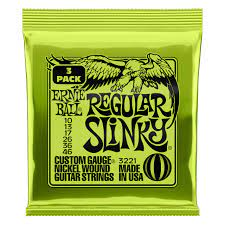 3 PACK
ERNIE BALL
REGULAR SLINKY
10
13
17
26
36
46
CUSTOM GAUGE
NICKEL WOUND
GUITAR STRINGS
3221
MADE IN USA